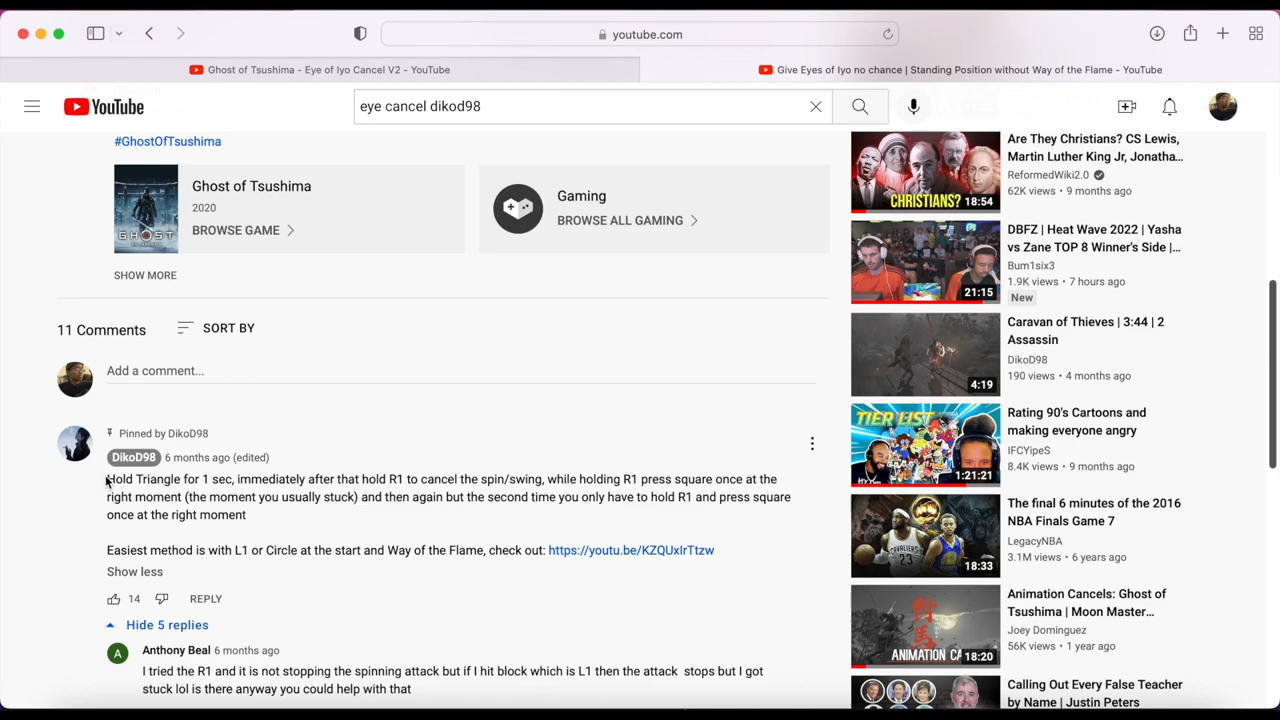 youtube.com
Ghost of Tsushima - Eye of Iyo Cancel V2 - YouTube
Give Eyes of Iyo no chance | Standing Position without Way of the Flame - YouTube
YouTube
eye cancel dikod98
#GhostOfTsushima
GHOST
Ghost of Tsushima
2020
BROWSE GAME
Gaming
BROWSE ALL GAMING
SHOW MORE
11 Comments
SORT BY
Add a comment...
Pinned by DikoD98
DikoD98 6 months ago (edited)
Hold Triangle for 1 sec, immediately after that hold R1 to cancel the spin/swing, while holding R1 press square once at the
right moment (the moment you usually stuck) and then again but the second time you only have to hold R1 and press square
once at the right moment
Easiest method is with L1 or Circle at the start and Way of the Flame, check out: https://youtu.be/KZQUxIrTtzw
Show less
14
REPLY
Hide 5 replies
A
Anthony Beal 6 months ago
I tried the R1 and it is not stopping the spinning attack but if I hit block which is L1 then the attack stops but I got
stuck lol is there anyway you could help with that
CHRISTIANS?
18:54
Are They Christians? CS Lewis,
Martin Luther King Jr, Jonatha...
ReformedWiki2.0
62K views • 9 months ago
21:15
DBFZ | Heat Wave 2022 | Yasha
vs Zane TOP 8 Winner's Side |...
Bum1six3
1.9K views • 7 hours ago
New
4:19
Caravan of Thieves | 3:44 | 2
Assassin
DikoD98
190 views • 4 months ago
TIER LIST
1:21:21
Rating 90's Cartoons and
making everyone angry
IFCYipeS
8.4K views • 9 months ago
18:33
The final 6 minutes of the 2016
NBA Finals Game 7
LegacyNBA
3.1M views • 6 years ago
ANIMATION CA
18:20
Animation Cancels: Ghost of
Tsushima | Moon Master...
Joey Dominguez
56K views • 1 year ago
Calling Out Every False Teacher
by Name | Justin Peters